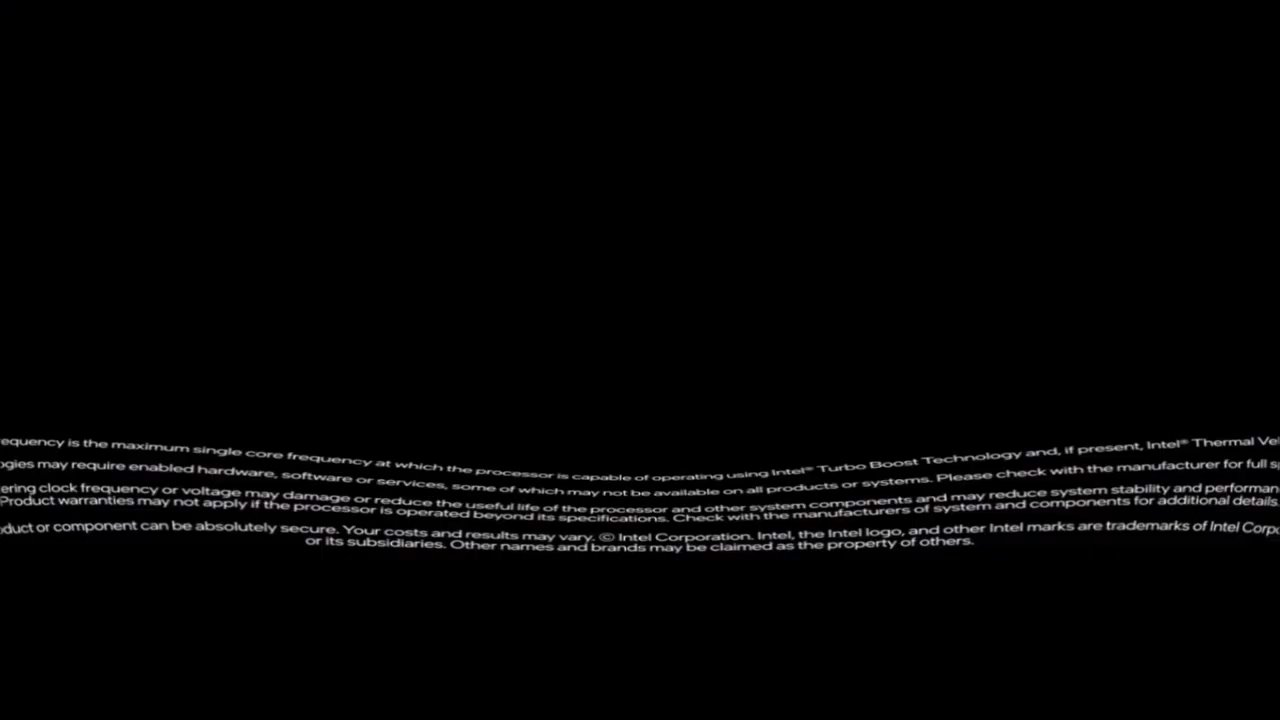 is the maximum single core frequency at which the processor is capable of operating using Intel® Turbo Boost Technology and, if present, Intel® Thermal
may require enabled hardware, software or services, some of which may not be available on all products or systems. Please check with the manufacturer for full
clock frequency or voltage may damage or reduce the useful life of the processor and other system components and may reduce system stability and
Product warranties may not apply if the processor is operated beyond its specifications. Check with the manufacturers of system and components for additional details.
or component can be absolutely secure. Your costs and results may vary. © Intel Corporation. Intel, the Intel logo, and other Intel marks are trademarks of Intel
or its subsidiaries. Other names and brands may be claimed as the property of others.